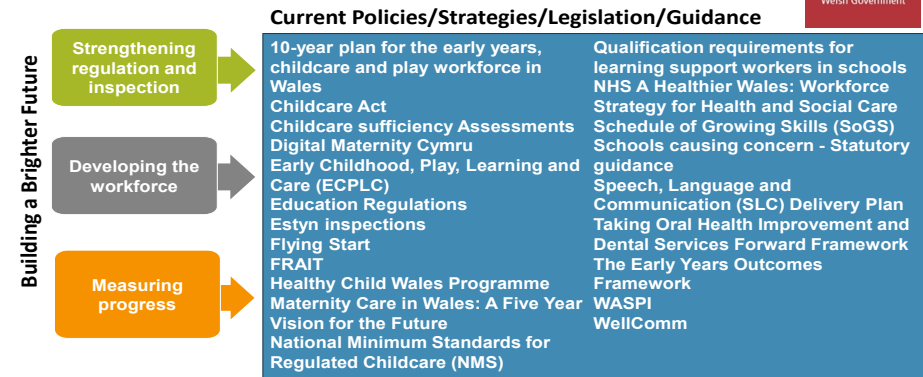 Welsh Government
Current Policies/Strategies/Legislation/Guidance
Building a Brighter Future
Strengthening
regulation and
inspection
Developing the
workforce
Measuring
progress
10-year plan for the early years,
childcare and play workforce in
Wales
Childcare Act
Childcare sufficiency Assessments
Digital Maternity Cymru
Early Childhood, Play, Learning and
Care (ECPLC)
Education Regulations
Estyn inspections
Flying Start
FRAIT
Healthy Child Wales Programme
Maternity Care in Wales: A Five Year
Vision for the Future
National Minimum Standards for
Regulated Childcare (NMS)
Qualification requirements for
learning support workers in schools
NHS A Healthier Wales: Workforce
Strategy for Health and Social Care
Schedule of Growing Skills (SoGS)
Schools causing concern - Statutory
guidance
Speech, Language and
Communication (SLC) Delivery Plan
Taking Oral Health Improvement and
Dental Services Forward Framework
The Early Years Outcomes
Framework
WASPI
WellComm